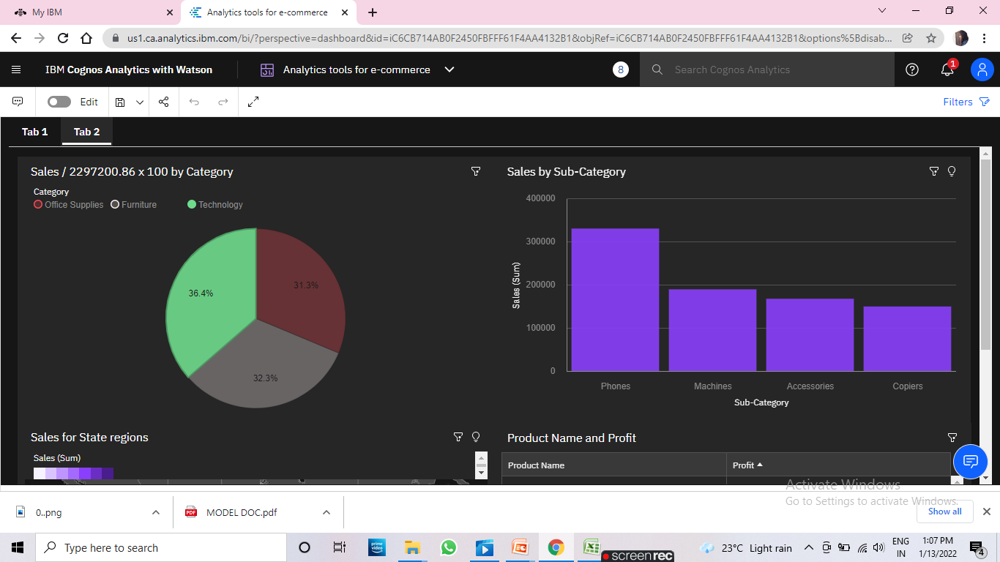 My IBM
Analytics tools for e-commerce
us1.ca.analytics.ibm.com/bi/?perspective=dashboard&id=iC6CB714AB0F2450FBFFF61F4AA4132B1&objRef=iC6CB714AB0F2450FBFFF61F4AA4132B1&options%5Bdisab...
IBM Cognos Analytics with Watson
Analytics tools for e-commerce
8
Search Cognos Analytics
1
Edit
Filters
Tab 1
Tab 2
Sales / 2297200.86 x 100 by Category
Category
Office Supplies
Furniture
Technology
36.4%
31.3%
32.3%
Sales by Sub-Category
400000
300000
200000
100000
0
Sales (Sum)
Phones
Machines
Accessories
Copiers
Sub-Category
Sales for State regions
Sales (Sum)
Product Name and Profit
Product Name
Profit
Activate Windows
Go to Settings to activate Windows.
0..png
PDF
MODEL DOC.pdf
Show all
Type here to search
prime video
screenrec
23°C Light rain
ENG
IN
1:07 PM
1/13/2022
4